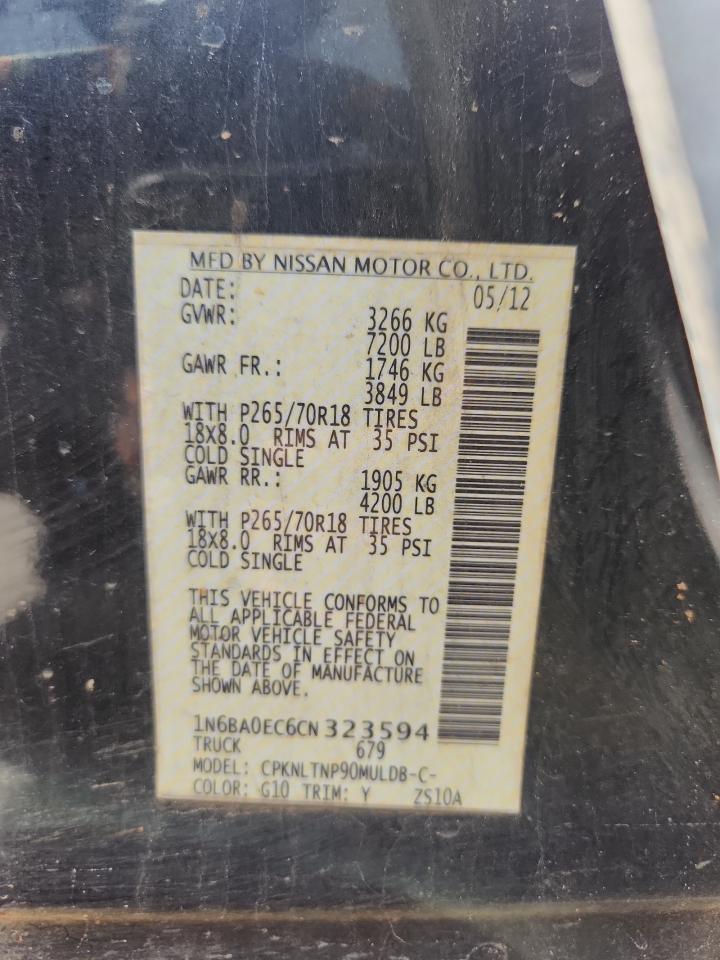 MFD BY NISSAN MOTOR CO., LTD.
DATE: 05/12
GVWR: 3266 KG
7200 LB
GAWR FR.: 1746 KG
3849 LB
WITH P265/70R18 TIRES
18X8.0 RIMS AT 35 PSI
COLD SINGLE
GAWR RR.: 1905 KG
4200 LB
WITH P265/70R18 TIRES
18X8.0 RIMS AT 35 PSI
COLD SINGLE
THIS VEHICLE CONFORMS TO
ALL APPLICABLE FEDERAL
MOTOR VEHICLE SAFETY
STANDARDS IN EFFECT ON
THE DATE OF MANUFACTURE
SHOWN ABOVE.
1N6BA0EC6CN323594
TRUCK 679
MODEL: CPKNLTNP90MULDB-C-
COLOR: G10 TRIM: Y ZS10A